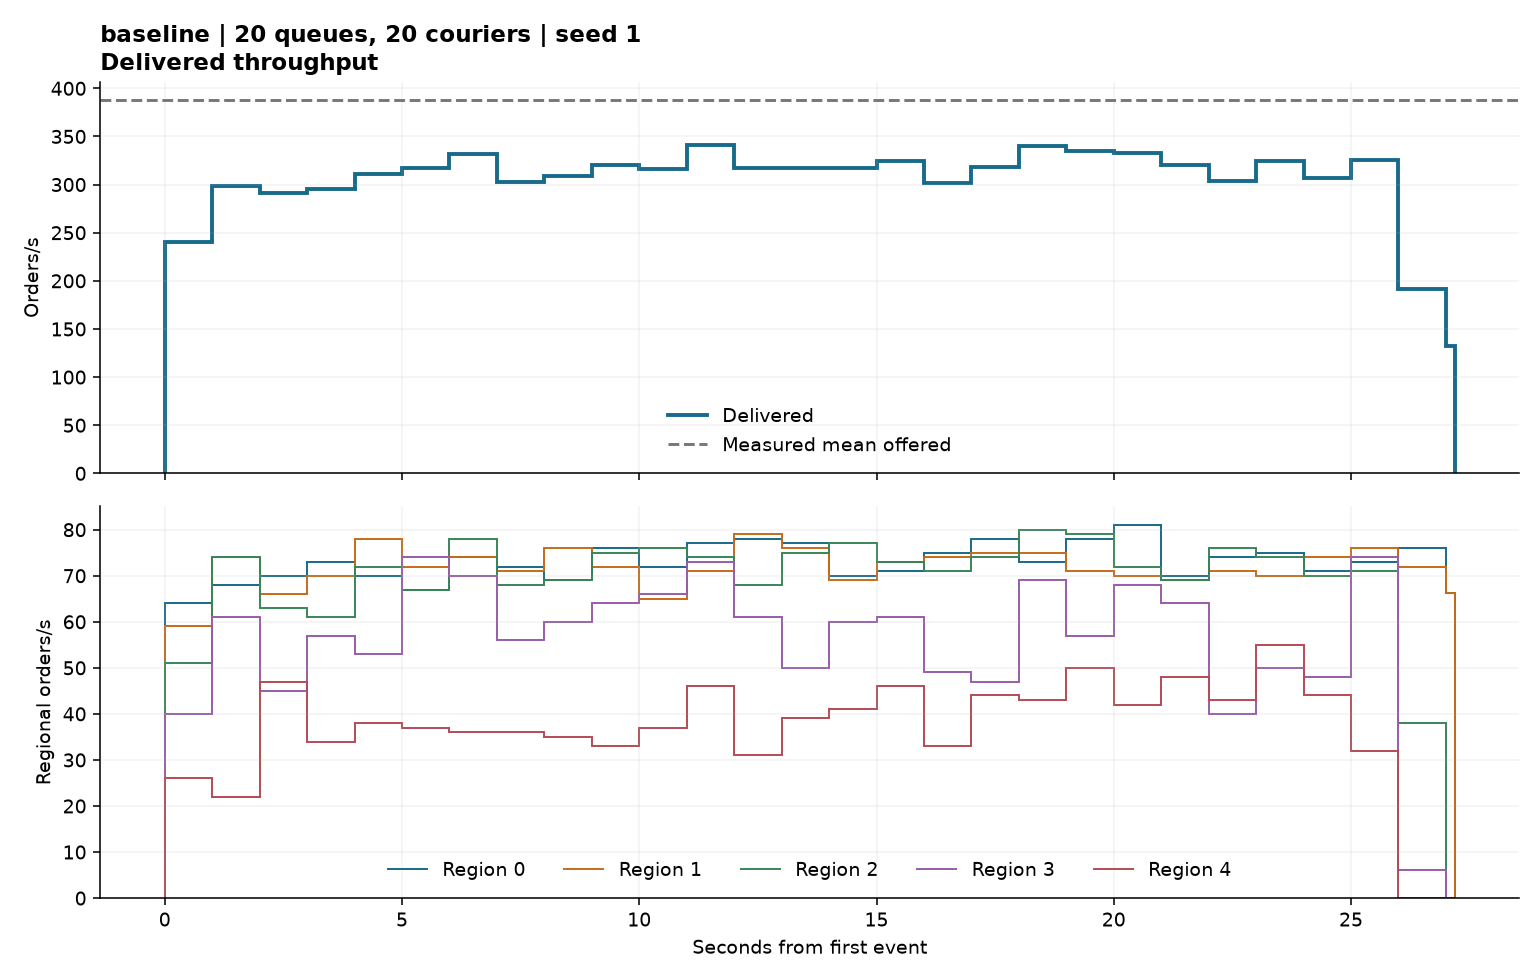 baseline | 20 queues, 20 couriers | seed 1
Delivered throughput
400
350
300
250
200
150
100
50
0
Orders/s
Delivered
Measured mean offered
80
70
60
50
40
30
20
10
0
Regional orders/s
Region 0
Region 1
Region 2
Region 3
Region 4
0
5
10
15
20
25
Seconds from first event